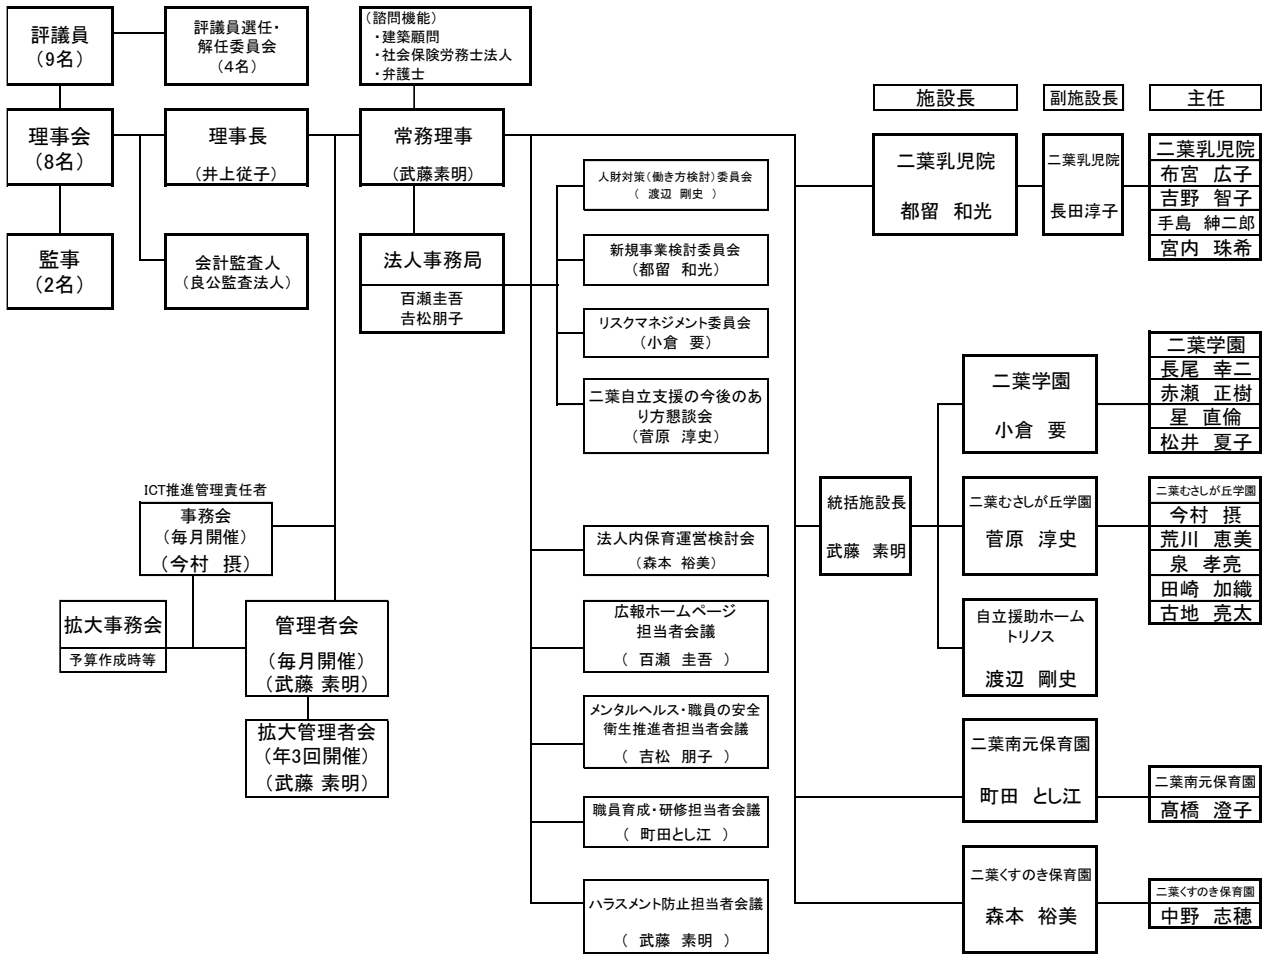 評議員
（9名）
評議員選任・
解任委員会
（4名）
（諮問機能）
・建築顧問
・社会保険労務士法人
・弁護士
理事会
（8名）
理事長
（井上従子）
常務理事
（武藤素明）
監事
（2名）
会計監査人
（良公監査法人）
法人事務局
百瀬圭吾
吉松朋子
人財対策（働き方検討）委員会
（ 渡辺 剛史 ）
新規事業検討委員会
（都留 和光）
リスクマネジメント委員会
（小倉 要）
二葉自立支援の今後のあ
り方懇談会
（菅原 淳史）
法人内保育運営検討会
（森本 裕美）
広報ホームページ
担当者会議
（ 百瀬 圭吾 ）
メンタルヘルス・職員の安全
衛生推進者担当者会議
（ 吉松 朋子 ）
職員育成・研修担当者会議
（ 町田とし江 ）
ハラスメント防止担当者会議
（ 武藤 素明 ）
ICT推進管理責任者
事務会
（毎月開催）
（今村 摂）
拡大事務会
予算作成時等
管理者会
（毎月開催）
（武藤 素明）
拡大管理者会
（年3回開催）
（武藤 素明）
施設長
副施設長
主任
二葉乳児院
都留 和光
二葉乳児院
長田淳子
二葉乳児院
布宮 広子
吉野 智子
手島 紳二郎
宮内 珠希
統括施設長
武藤 素明
二葉学園
小倉 要
二葉学園
長尾 幸二
赤瀬 正樹
星 直倫
松井 夏子
二葉むさしが丘学園
菅原 淳史
二葉むさしが丘学園
今村 摂
荒川 恵美
泉 孝亮
田崎 加織
古地 亮太
自立援助ホーム
トリノス
渡辺 剛史
二葉南元保育園
町田 とし江
二葉南元保育園
髙橋 澄子
二葉くすのき保育園
森本 裕美
二葉くすのき保育園
中野 志穂